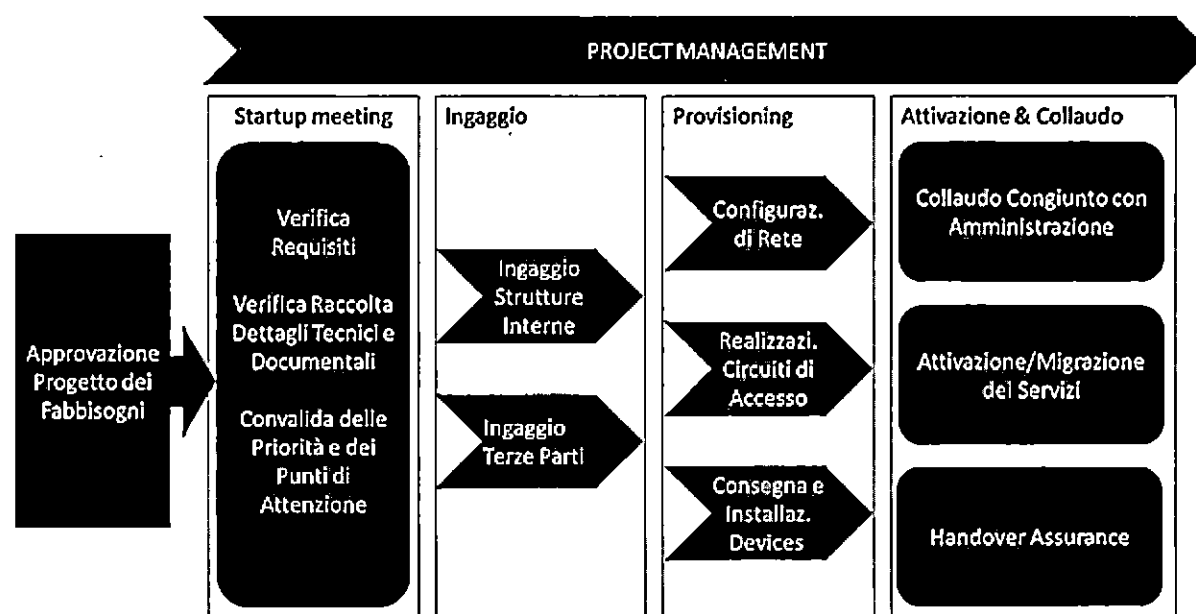 PROJECT MANAGEMENT
Approvazione
Progetto dei
Fabbisogni
Startup meeting
Verifica
Requisiti
Verifica Raccolta
Dettagli Tecnici e
Documentali
Convalida delle
Priorità e dei
Punti di
Attenzione
Ingaggio
Ingaggio
Strutture
Interne
Ingaggio
Terze Parti
Provisioning
Configuraz.
di Rete
Realizzazi.
Circuiti di
Accesso
Consegna e
Installaz.
Devices
Attivazione & Collaudo
Collaudo Congiunto con
Amministrazione
Attivazione/Migrazione
dei Servizi
Handover Assurance